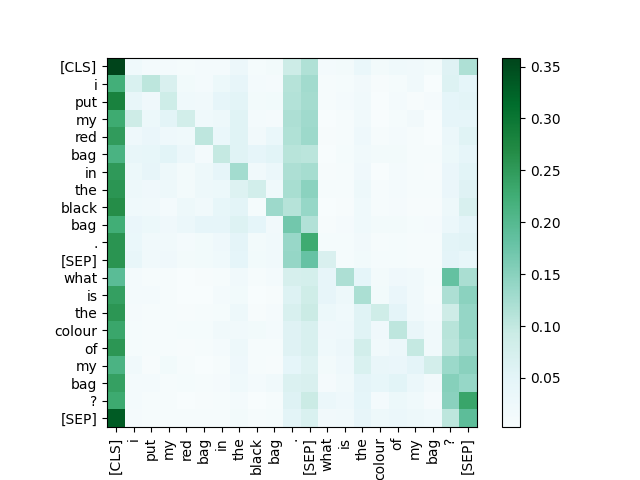 [CLS]
i
put
my
red
bag
in
the
black
bag
.
[SEP]
what
is
the
colour
of
my
bag
?
[SEP]
[CLS]
i
put
my
red
bag
in
the
black
bag
.
[SEP]
what
is
the
colour
of
my
bag
?
[SEP]
0.35
0.30
0.25
0.20
0.15
0.10
0.05